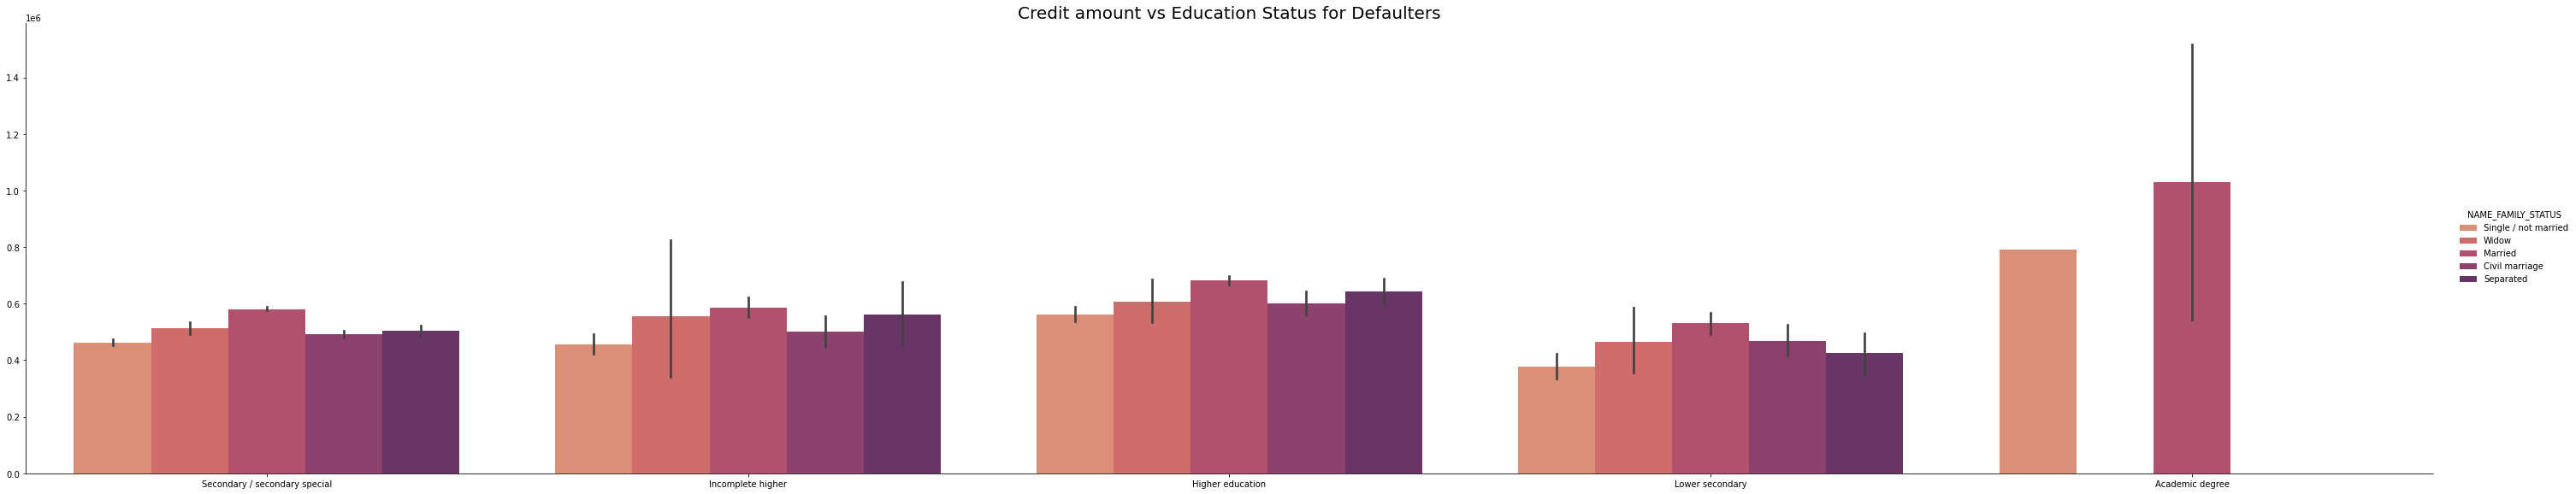 Credit amount vs Education Status for Defaulters
1e6
1.4
1.2
1.0
0.8
0.6
0.4
0.2
0.0
Secondary / secondary special
Incomplete higher
Higher education
Lower secondary
Academic degree
NAME_FAMILY_STATUS
Single / not married
Widow
Married
Civil marriage
Separated